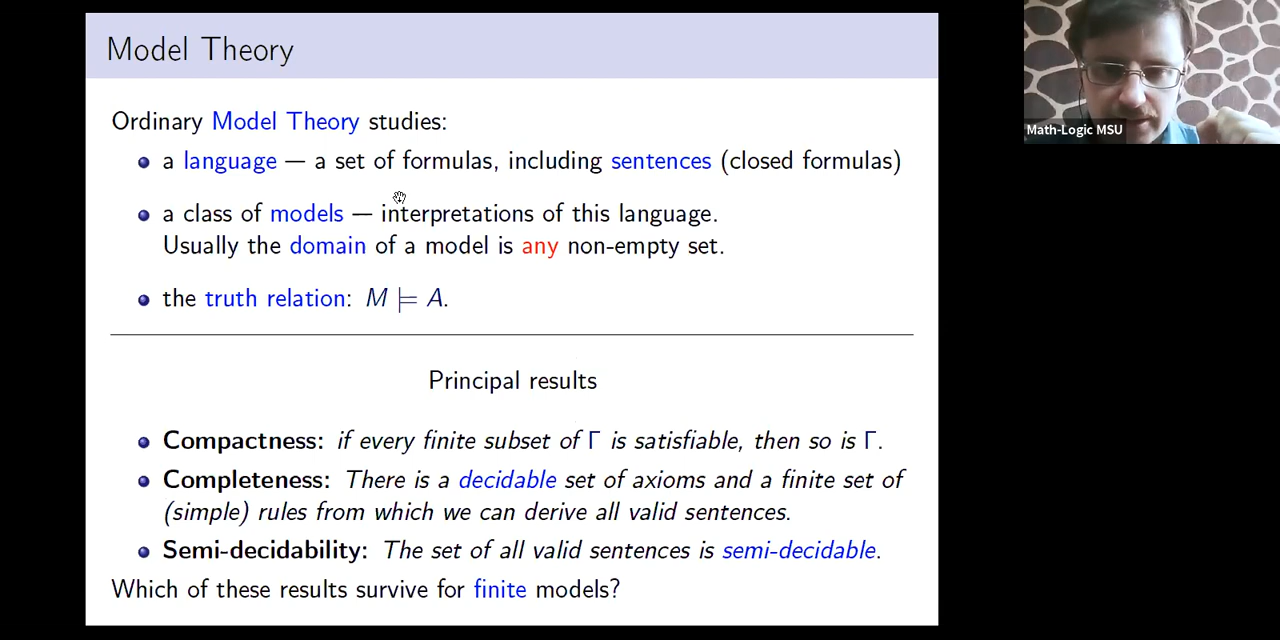 Model Theory
Ordinary Model Theory studies:
a language — a set of formulas, including sentences (closed formulas)
a class of models — interpretations of this language.
Usually the domain of a model is any non-empty set.
the truth relation: M ⊨ A.
Principal results
Compactness: if every finite subset of Γ is satisfiable, then so is Γ.
Completeness: There is a decidable set of axioms and a finite set of
(simple) rules from which we can derive all valid sentences.
Semi-decidability: The set of all valid sentences is semi-decidable.
Which of these results survive for finite models?
Math-Logic MSU